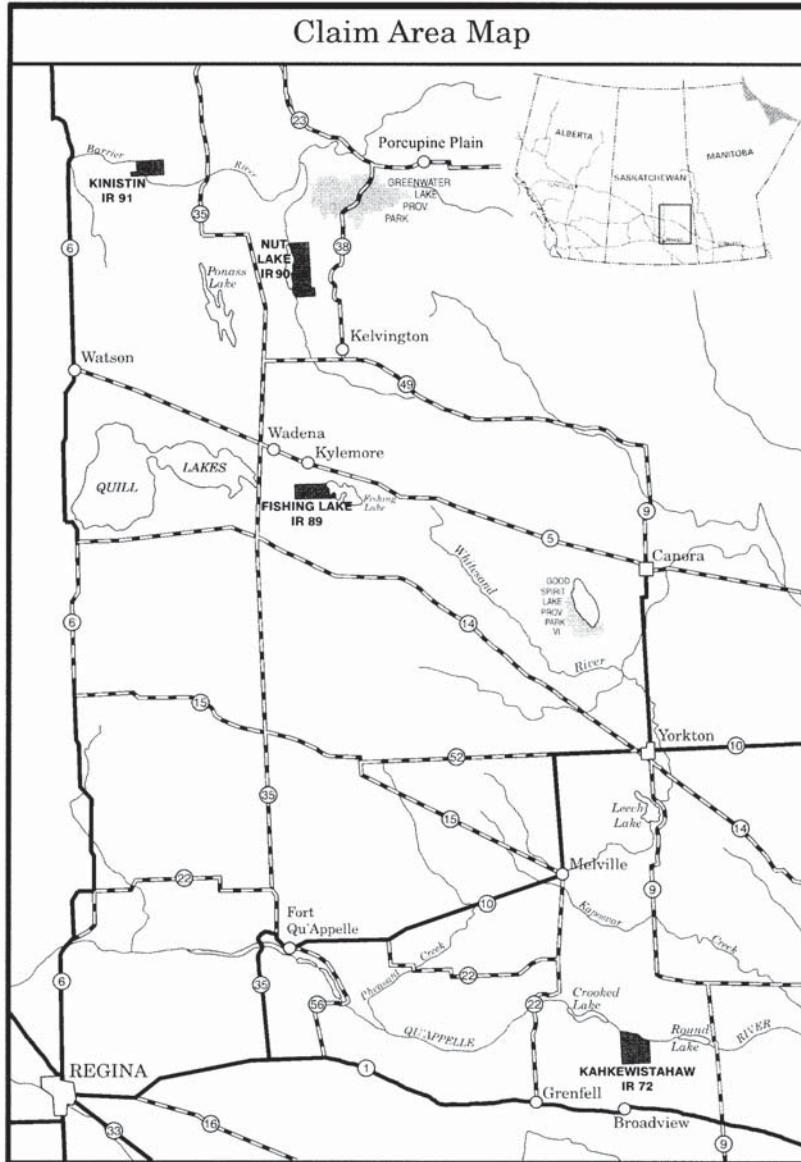 Claim Area Map
23
Porcupine Plain
Barrier
River
KINISTIN
IR 91
GREENWATER
LAKE
PROV.
PARK
ALBERTA
SASKATCHEWAN
MANITOBA
35
6
NUT
LAKE
IR 90
38
Ponass
Lake
Kelvington
Watson
49
Wadena
Kylemore
QUILL
LAKES
FISHING LAKE
IR 89
Fishing
Lake
9
5
Canora
Whitesand
River
GOOD
SPIRIT
LAKE
PROV
PARK
VI
6
14
15
Yorkton
52
10
35
15
Leech
Lake
14
Melville
22
9
10
Kaposvar
Creek
Fort
Qu'Appelle
Pheasant Creek
22
6
35
56
22
Crooked
Lake
QU'APPELLE
Round
Lake
RIVER
KAHKEWISTAHAW
IR 72
REGINA
1
Grenfell
Broadview
33
16
9